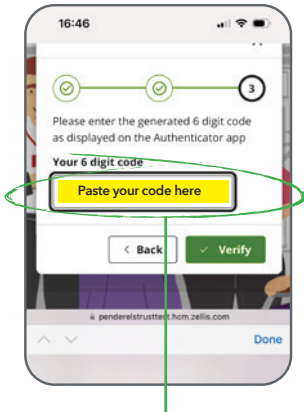 16:46
3
Please enter the generated 6 digit code
as displayed on the Authenticator app
Your 6 digit code
Paste your code here
< Back
✓ Verify
pendereistrusttest.hcm.zellis.com
Done